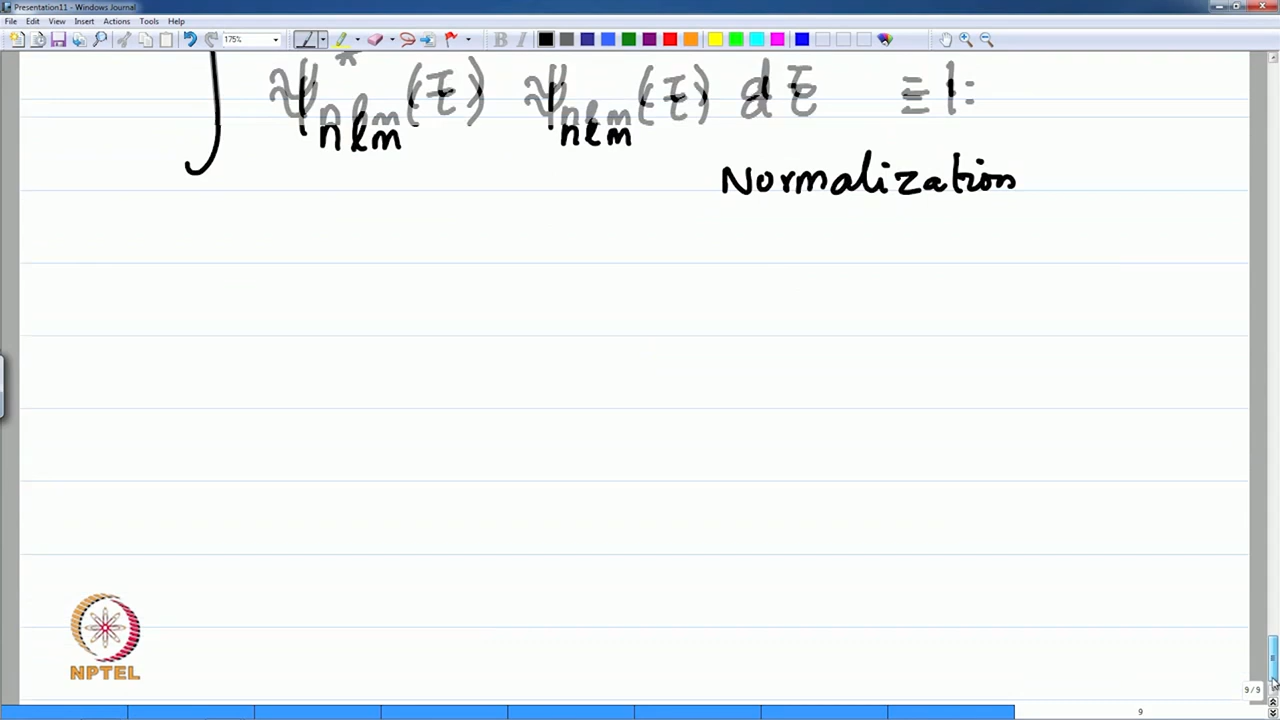 Presentation11 - Windows Journal
File Edit View Insert Actions Tools Help
175%
∫ ψ*nlm(τ) ψnlm(τ) dτ ≡ 1:
Normalization
NPTEL
9 / 9
9